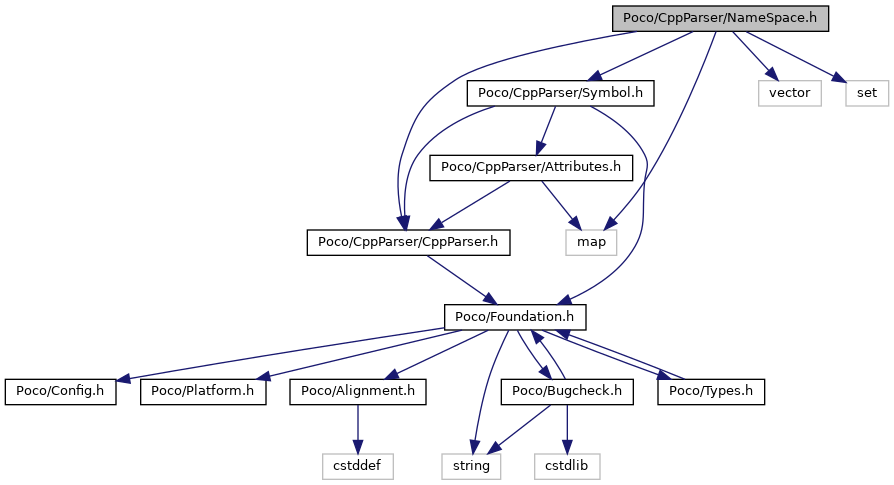 Poco/CppParser/NameSpace.h
Poco/CppParser/Symbol.h
vector
set
Poco/CppParser/Attributes.h
Poco/CppParser/CppParser.h
map
Poco/Foundation.h
Poco/Config.h
Poco/Platform.h
Poco/Alignment.h
Poco/Bugcheck.h
Poco/Types.h
cstddef
string
cstdlib